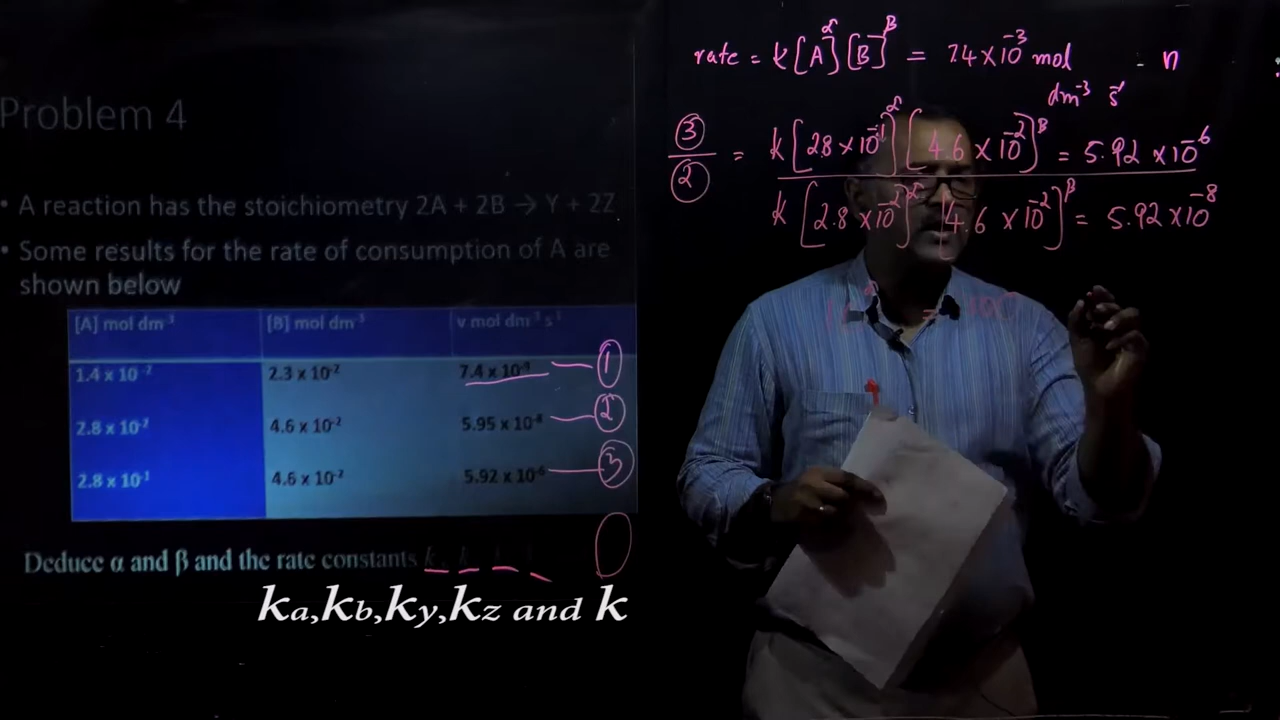 Problem 4
• A reaction has the stoichiometry 2A + 2B → Y + 2Z
• Some results for the rate of consumption of A are
shown below
[A] mol dm⁻³ [B] mol dm⁻³ v mol dm⁻³ s⁻¹
1.4 x 10⁻² 2.3 x 10⁻² 7.4 x 10⁻⁹ ①
2.8 x 10⁻² 4.6 x 10⁻² 5.95 x 10⁻⁸ ②
2.8 x 10⁻¹ 4.6 x 10⁻² 5.92 x 10⁻⁶ ③
Deduce α and β and the rate constants
ka,kb,ky,kz and k
rate = k[A]^α [B]^β = 7.4 × 10⁻³ mol - n
dm⁻³ s⁻¹
③/② = k[2.8 × 10⁻¹]^α [4.6 × 10⁻²]^β = 5.92 × 10⁻⁶
k[2.8 × 10⁻²]^α [4.6 × 10⁻²]^β = 5.92 × 10⁻⁸
10^α = 100